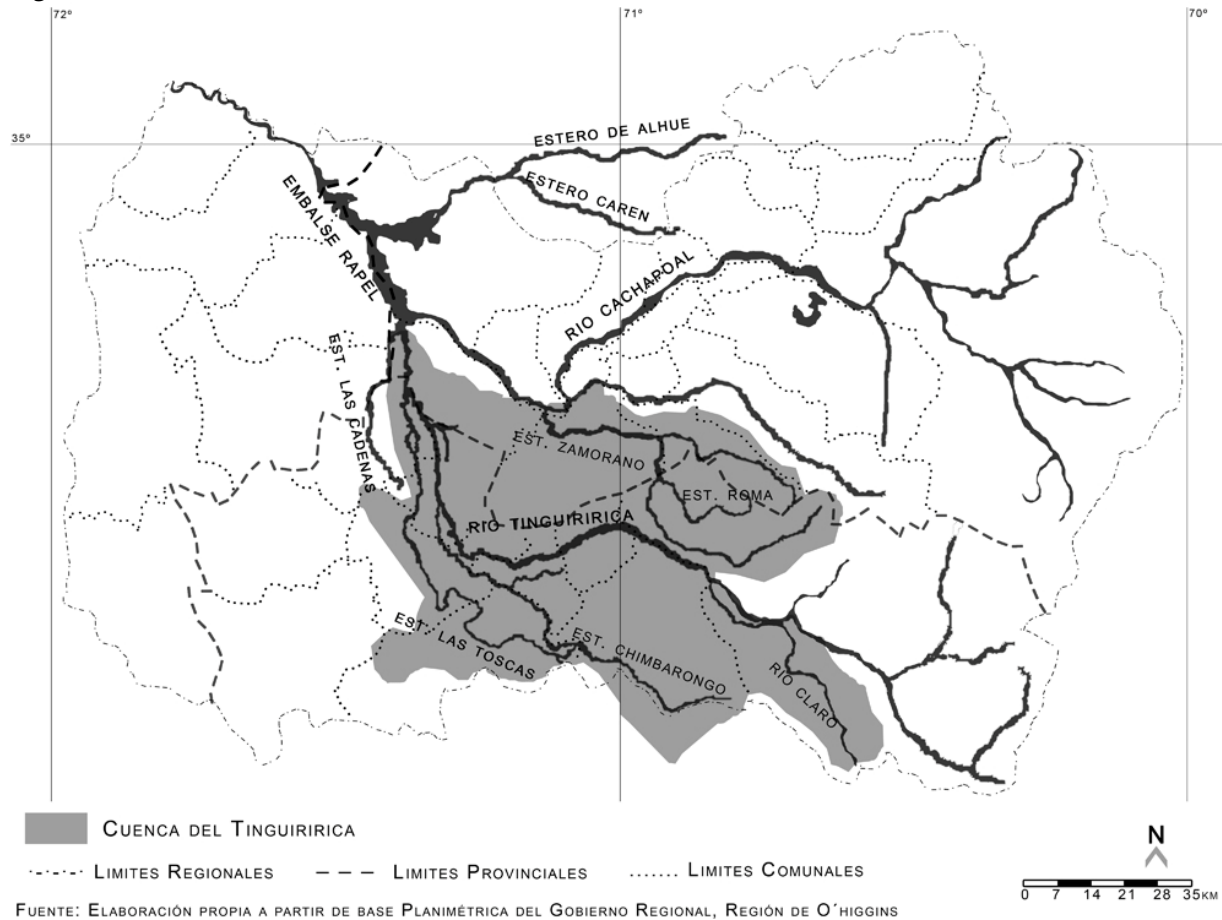 72°
71°
70°
35°
ESTERO DE ALHUE
ESTERO CAREN
EMBALSE RAPEL
RIO CACHAPOAL
EST. LAS CADENAS
EST. ZAMORANO
EST. ROMA
RIO TINGUIRIRICA
EST. LAS TOSCAS
EST. CHIMBARONGO
RIO CLARO
CUENCA DEL TINGUIRIRICA
N
LIMITES REGIONALES LIMITES PROVINCIALES LIMITES COMUNALES
0 7 14 21 28 35KM
FUENTE: ELABORACIÓN PROPIA A PARTIR DE BASE PLANIMÉTRICA DEL GOBIERNO REGIONAL, REGIÓN DE O´HIGGINS